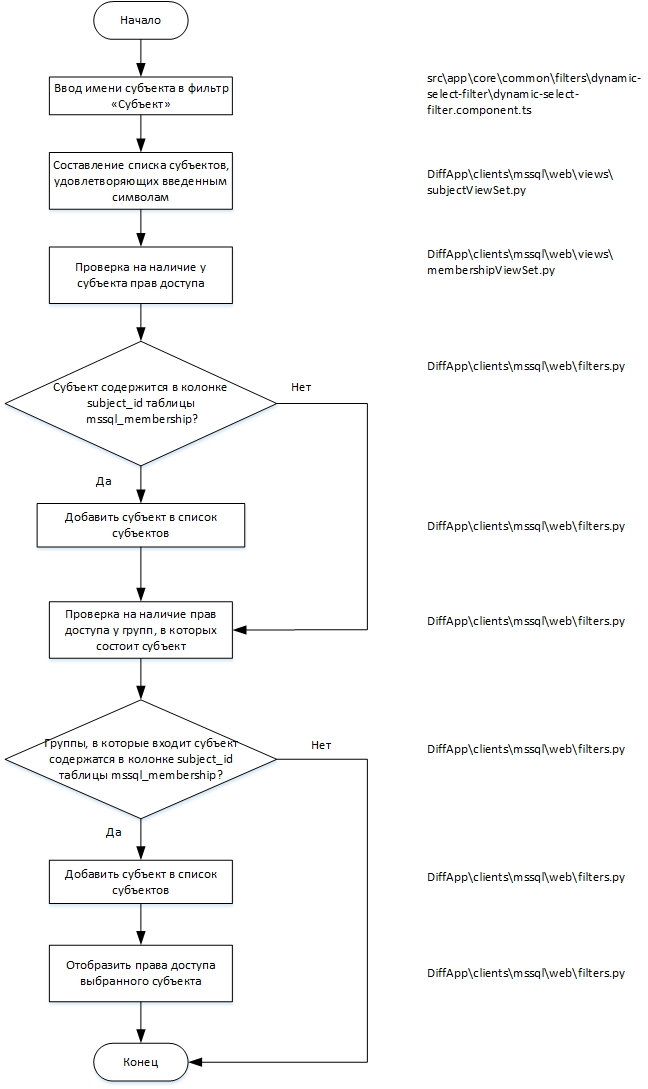 Начало
Ввод имени субъекта в фильтр
«Субъект»
src\app\core\common\filters\dynamic-
select-filter\dynamic-select-
filter.component.ts
Составление списка субъектов,
удовлетворяющих введенным
символам
DiffApp\clients\mssql\web\views\
subjectViewSet.py
Проверка на наличие у
субъекта прав доступа
DiffApp\clients\mssql\web\views\
membershipViewSet.py
Субъект содержится в колонке
subject_id таблицы
mssql_membership?
Нет
DiffApp\clients\mssql\web\filters.py
Да
Добавить субъект в список
субъектов
DiffApp\clients\mssql\web\filters.py
Проверка на наличие прав
доступа у групп, в которых
состоит субъект
DiffApp\clients\mssql\web\filters.py
Группы, в которые входит субъект
содержатся в колонке subject_id
таблицы mssql_membership?
Нет
DiffApp\clients\mssql\web\filters.py
Да
Добавить субъект в список
субъектов
DiffApp\clients\mssql\web\filters.py
Отобразить права доступа
выбранного субъекта
DiffApp\clients\mssql\web\filters.py
Конец